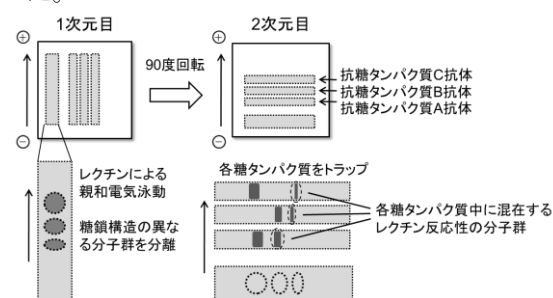 1次元目
2次元目
⊕
⊕
90度回転
抗糖タンパク質C抗体
抗糖タンパク質B抗体
抗糖タンパク質A抗体
⊖
⊖
レクチンによる
親和電気泳動
糖鎖構造の異な
る分子群を分離
各糖タンパク質をトラップ
各糖タンパク質中に混在する
レクチン反応性の分子群